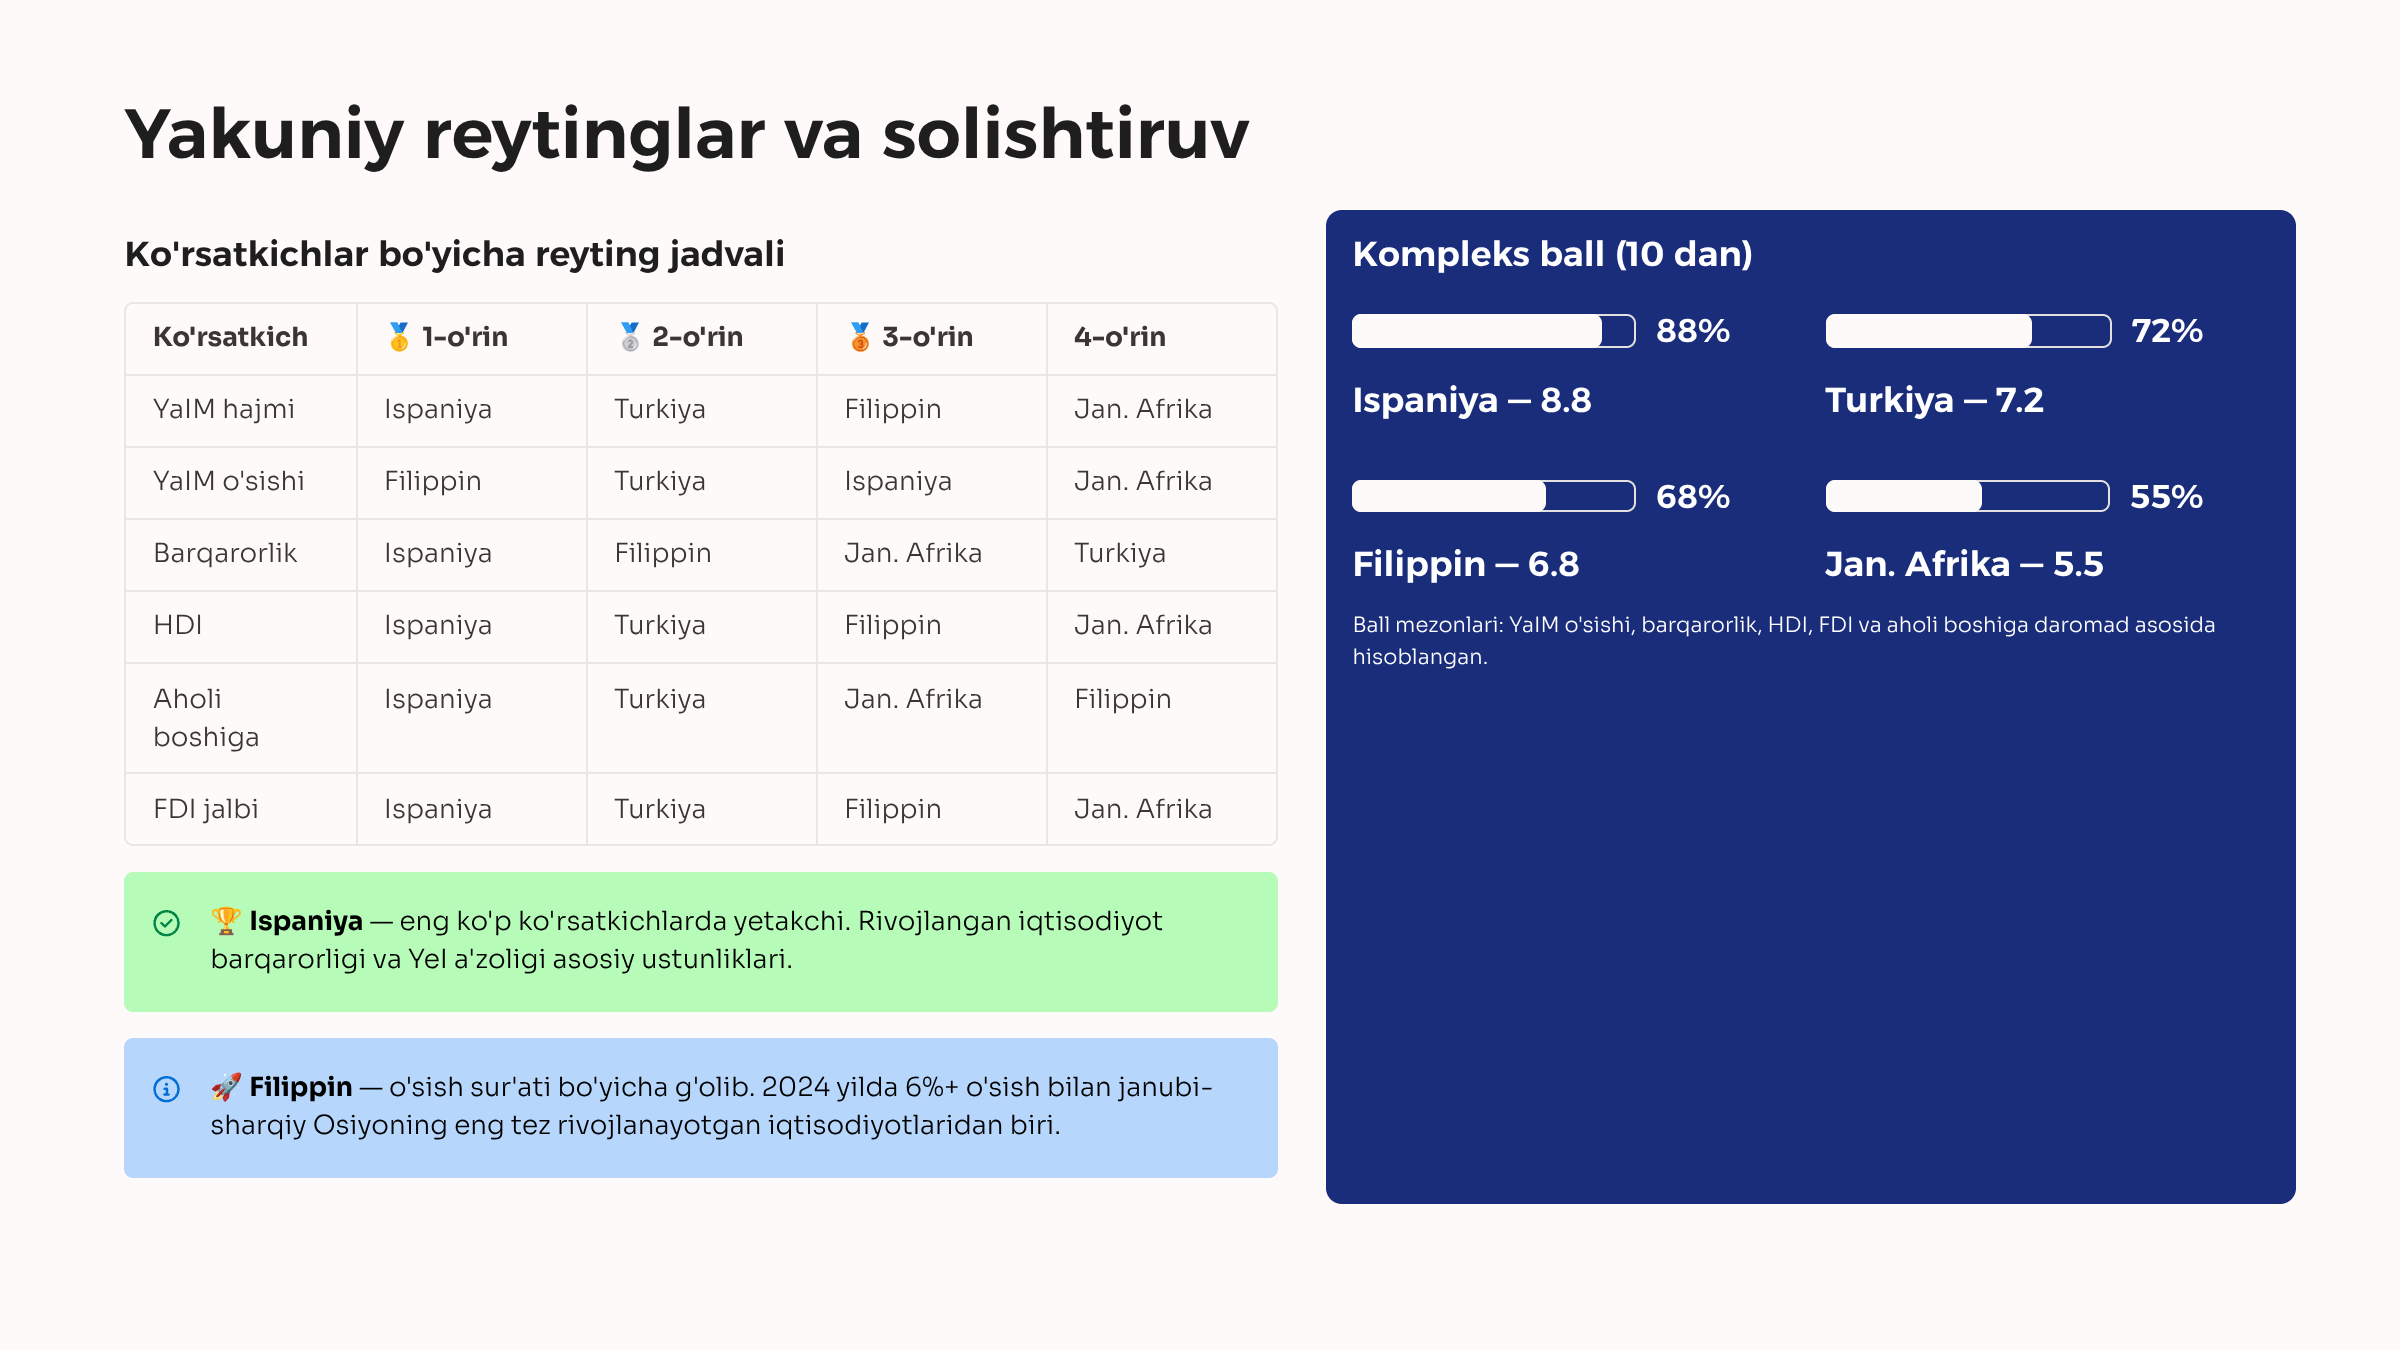 Yakuniy reytinglar va solishtiruv
Ko'rsatkichlar bo'yicha reyting jadvali
Ko'rsatkich 🥇 1-o'rin 🥈 2-o'rin 🥉 3-o'rin 4-o'rin
YaIM hajmi Ispaniya Turkiya Filippin Jan. Afrika
YaIM o'sishi Filippin Turkiya Ispaniya Jan. Afrika
Barqarorlik Ispaniya Filippin Jan. Afrika Turkiya
HDI Ispaniya Turkiya Filippin Jan. Afrika
Aholi Ispaniya Turkiya Jan. Afrika Filippin
boshiga
FDI jalbi Ispaniya Turkiya Filippin Jan. Afrika
🏆 Ispaniya — eng ko'p ko'rsatkichlarda yetakchi. Rivojlangan iqtisodiyot
barqarorligi va YeI a'zoligi asosiy ustunliklari.
🚀 Filippin — o'sish sur'ati bo'yicha g'olib. 2024 yilda 6%+ o'sish bilan janubi-
sharqiy Osiyoning eng tez rivojlanayotgan iqtisodiyotlaridan biri.
Kompleks ball (10 dan)
88% 72%
Ispaniya — 8.8 Turkiya — 7.2
68% 55%
Filippin — 6.8 Jan. Afrika — 5.5
Ball mezonlari: YaIM o'sishi, barqarorlik, HDI, FDI va aholi boshiga daromad asosida
hisoblangan.